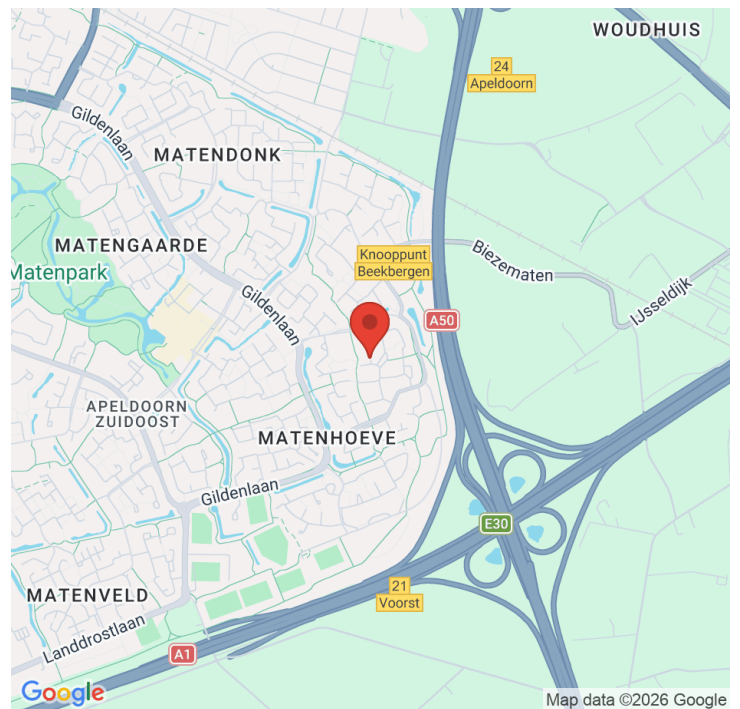 WOUDHUIS
24
Apeldoorn
Gildenlaan
MATENDONK
MATENGAARDE
Matenpark
Knooppunt
Beekbergen
Biezematen
IJsseldijk
Gildenlaan
A50
APELDOORN
ZUIDOOST
MATENHOEVE
Gildenlaan
E30
MATENVELD
21
Voorst
Landdrostlaan
A1
Google
Map data ©2026 Google